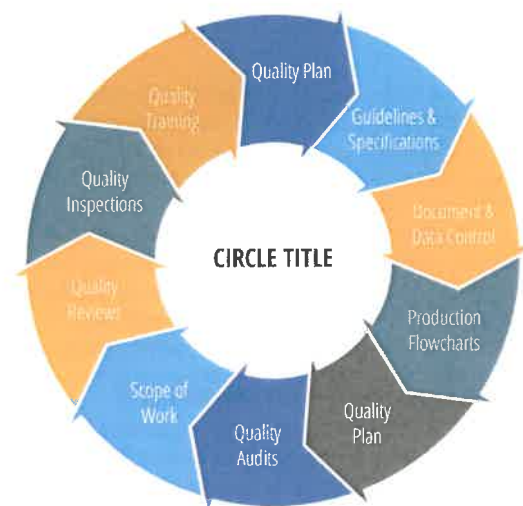 Quality Plan
Guidelines &
Specifications
Document &
Data Control
Production
Flowcharts
Quality
Plan
Quality
Audits
Scope of
Work
Quality
Reviews
Quality
Inspections
Quality
Training
CIRCLE TITLE